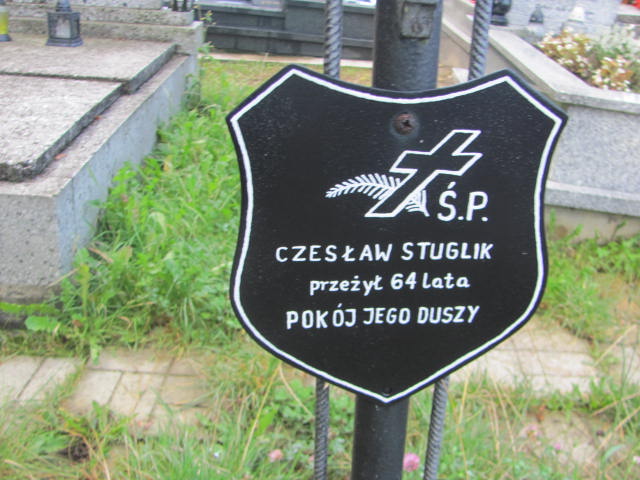 Ś.P.
CZESŁAW STUGLIK
przeżył 64 lata
POKÓJ JEGO DUSZY